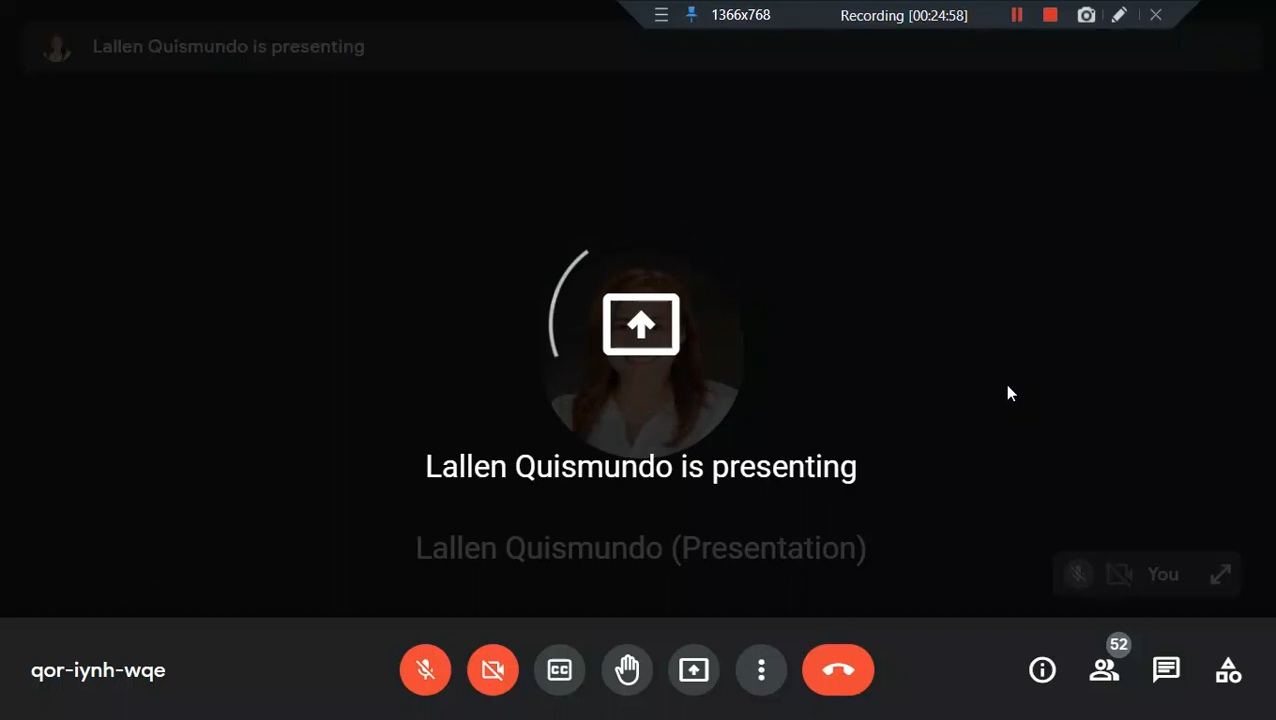 1366x768
Recording [00:24:58]
Lallen Quismundo is presenting
Lallen Quismundo is presenting
Lallen Quismundo (Presentation)
You
52
qor-iynh-wqe
CC